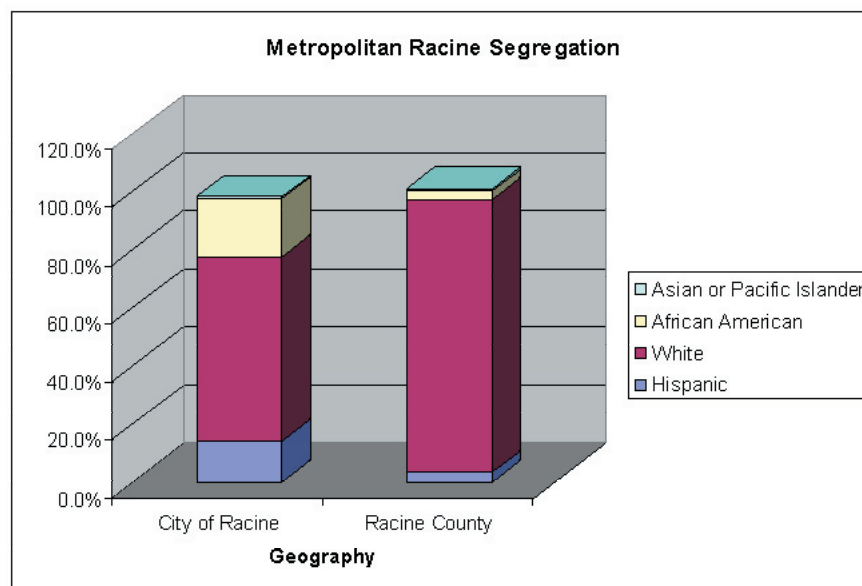 Metropolitan Racine Segregation
120.0%
100.0%
80.0%
60.0%
40.0%
20.0%
0.0%
City of Racine
Racine County
Geography
Asian or Pacific Islander
African American
White
Hispanic